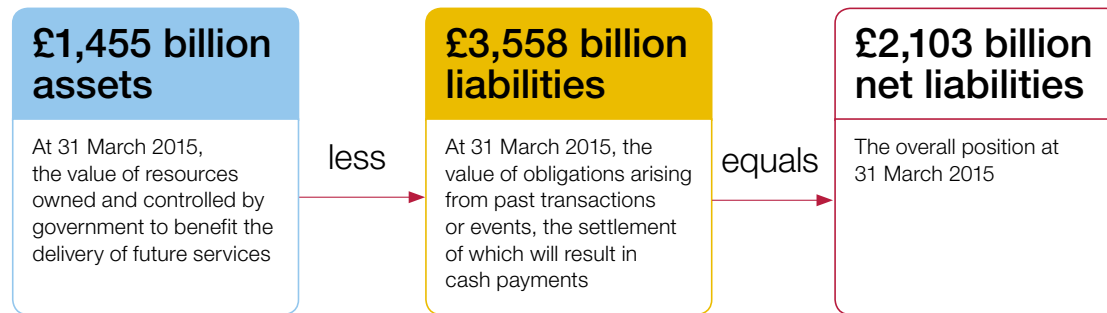 £1,455 billion
assets
At 31 March 2015,
the value of resources
owned and controlled by
government to benefit the
delivery of future services
less
£3,558 billion
liabilities
At 31 March 2015, the
value of obligations arising
from past transactions
or events, the settlement
of which will result in
cash payments
equals
£2,103 billion
net liabilities
The overall position at
31 March 2015